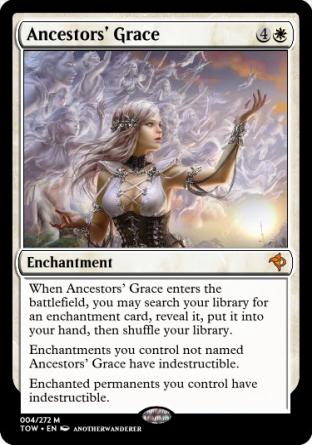 Ancestors' Grace 4
Enchantment
When Ancestors' Grace enters the
battlefield, you may search your library for
an enchantment card, reveal it, put it into
your hand, then shuffle your library.
Enchantments you control not named
Ancestors' Grace have indestructible.
Enchanted permanents you control have
indestructible.
004/272 M
TOW • EN ANOTHERWANDERER